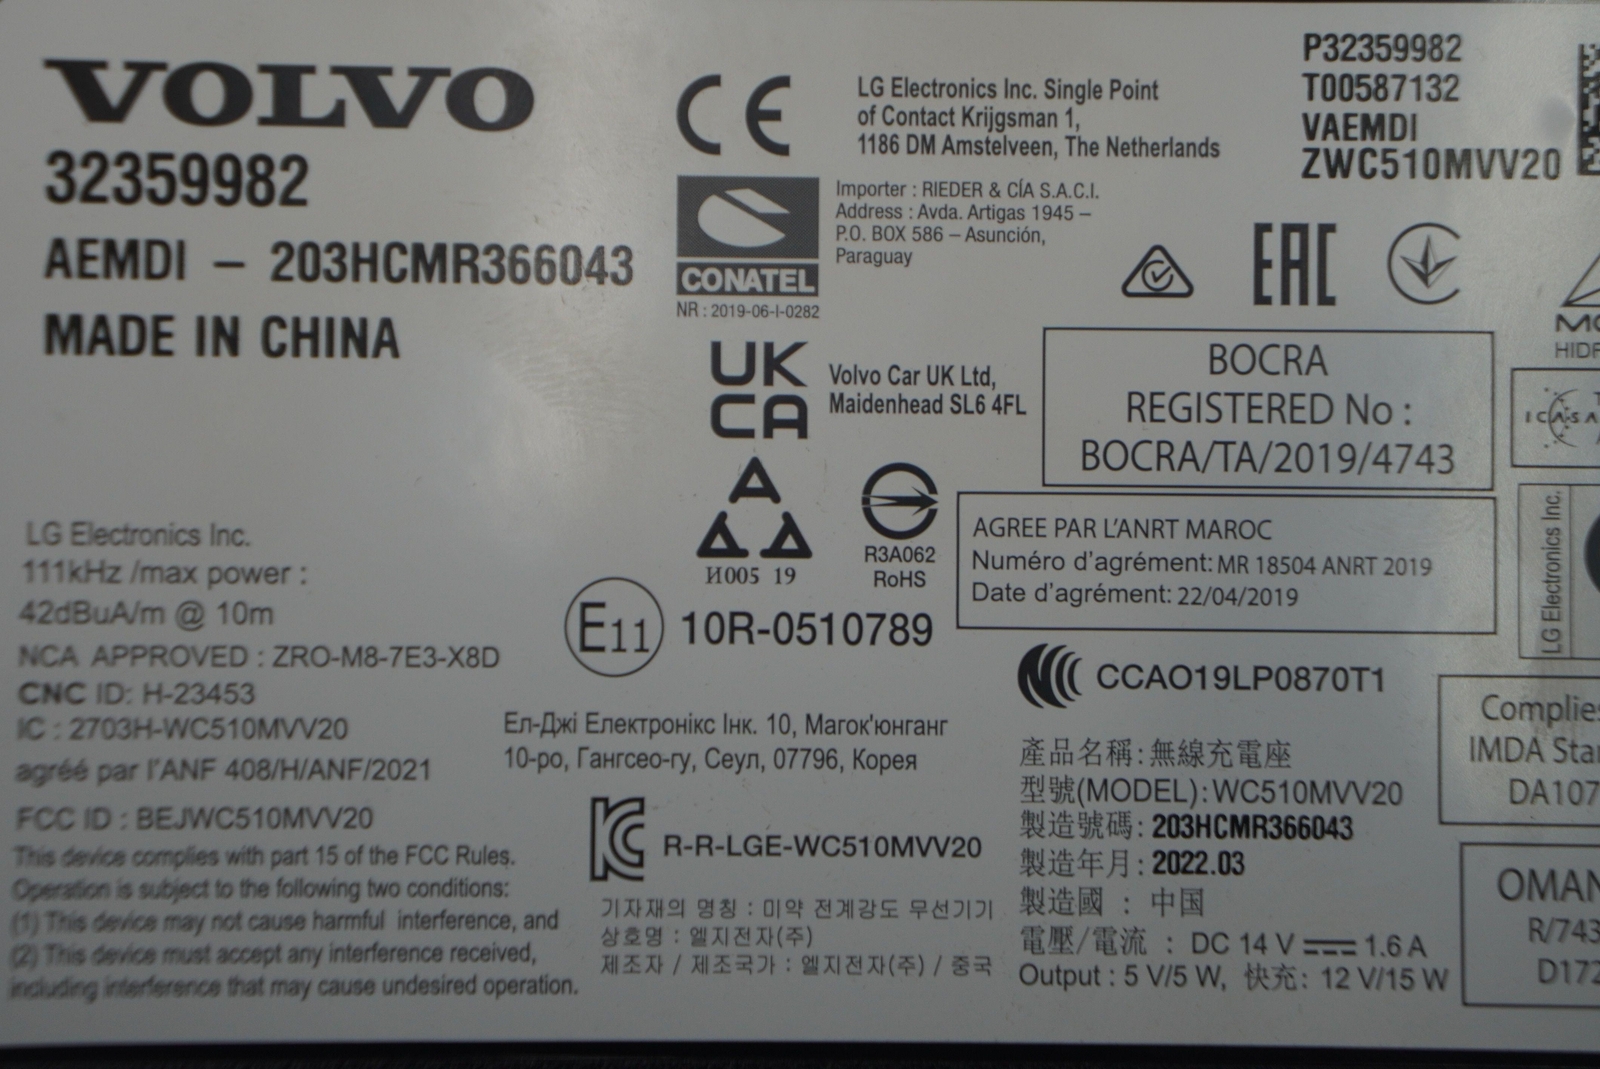 VOLVO
32359982
AEMDI – 203HCMR366043
MADE IN CHINA
LG Electronics Inc.
111kHz /max power :
42dBuA/m @ 10m
NCA APPROVED : ZRO-M8-7E3-X8D
CNC ID: H-23453
IC : 2703H-WC510MVV20
agréé par l'ANF 408/H/ANF/2021
FCC ID : BEJWC510MVV20
This device complies with part 15 of the FCC Rules.
Operation is subject to the following two conditions:
(1) This device may not cause harmful interference, and
(2) This device must accept any interference received,
including interference that may cause undesired operation.
CE
LG Electronics Inc. Single Point
of Contact Krijgsman 1,
1186 DM Amstelveen, The Netherlands
CONATEL
NR : 2019-06-I-0282
Importer : RIEDER & CÍA S.A.C.I.
Address : Avda. Artigas 1945 –
P.O. BOX 586 – Asunción,
Paraguay
UK
CA
Volvo Car UK Ltd,
Maidenhead SL6 4FL
И005 19
R3A062
RoHS
E11 10R-0510789
Ел-Джі Електронікс Інк. 10, Магок'юнганг
10-ро, Гангсео-гу, Сеул, 07796, Корея
R-R-LGE-WC510MVV20
기자재의 명칭 : 미약 전계강도 무선기기
상호명 : 엘지전자(주)
제조자 / 제조국가 : 엘지전자(주) / 중국
P32359982
T00587132
VAEMDI
ZWC510MVV20
EAC
BOCRA
REGISTERED No :
BOCRA/TA/2019/4743
AGREE PAR L'ANRT MAROC
Numéro d'agrément: MR 18504 ANRT 2019
Date d'agrément: 22/04/2019
CCAO19LP0870T1
產品名稱: 無線充電座
型號(MODEL): WC510MVV20
製造號碼: 203HCMR366043
製造年月: 2022.03
製造國 : 中国
電壓/電流 : DC 14 V 1.6 A
Output : 5 V/5 W, 快充: 12 V/15 W
ICASA
LG Electronics Inc.
Complies
IMDA
DA107
OMAN
R/743
D172